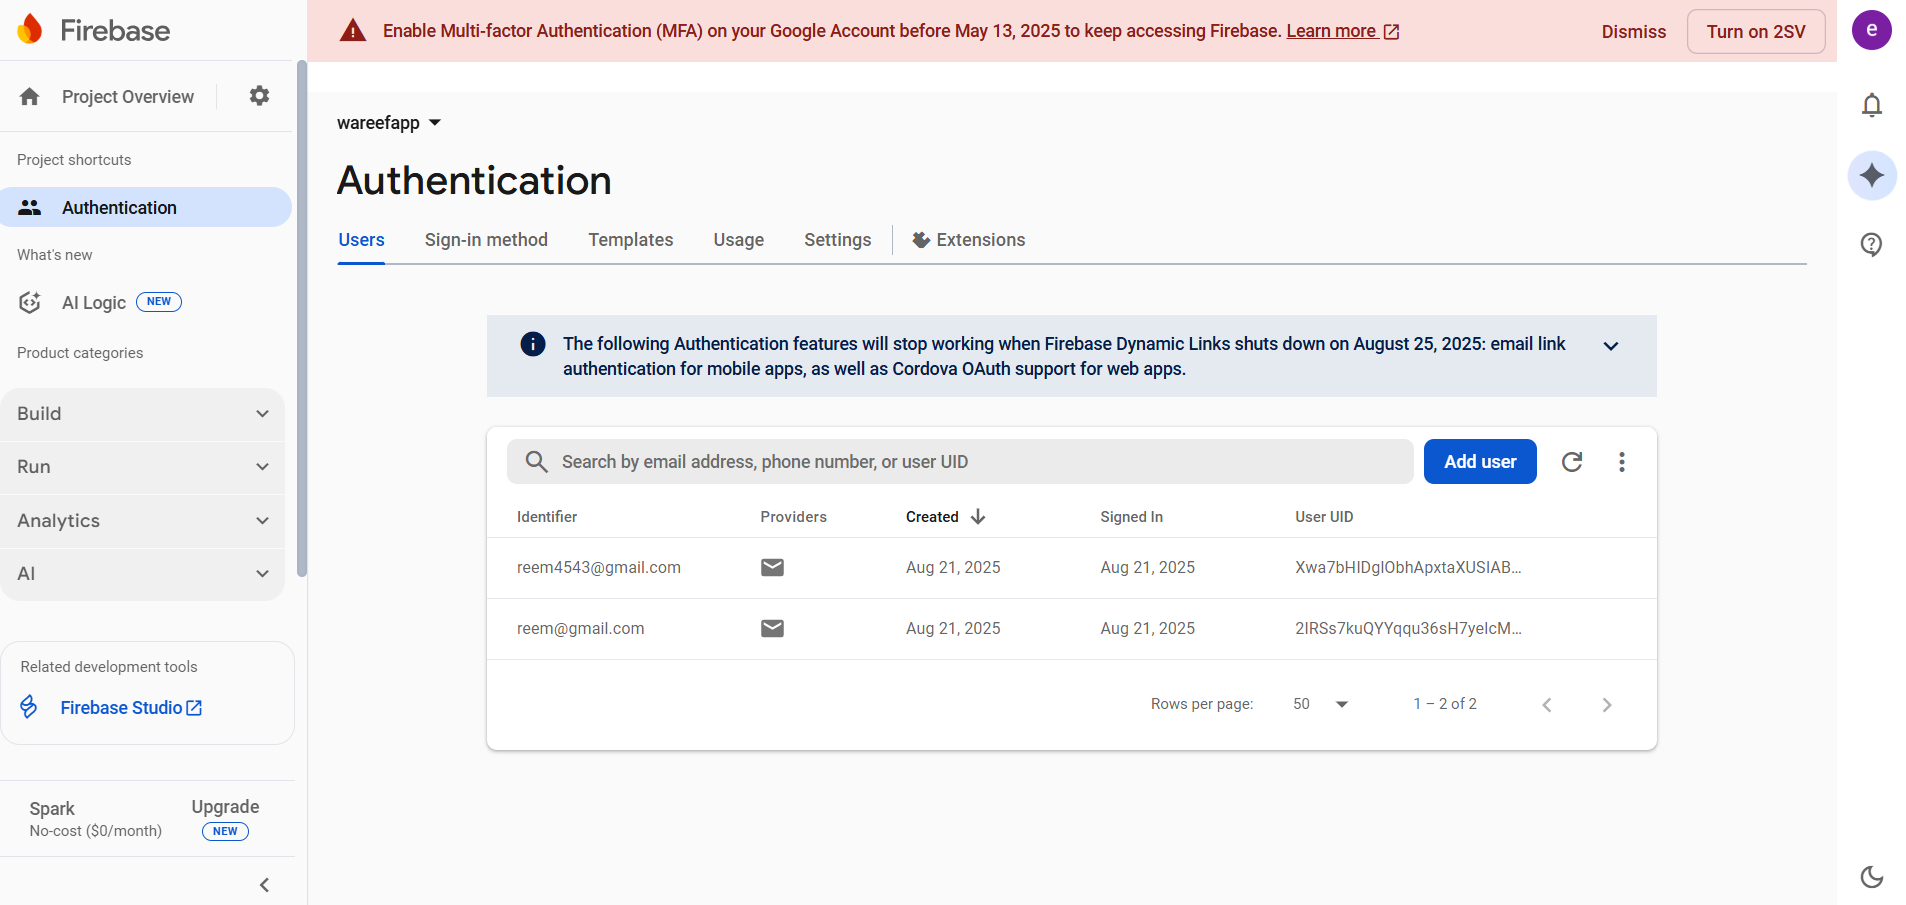 Firebase
Enable Multi-factor Authentication (MFA) on your Google Account before May 13, 2025 to keep accessing Firebase. Learn more
Dismiss
Turn on 2SV
e
Project Overview
Project shortcuts
Authentication
What's new
AI Logic NEW
Product categories
Build
Run
Analytics
AI
Related development tools
Firebase Studio
Spark
No-cost ($0/month)
Upgrade
NEW
wareefapp
Authentication
Users Sign-in method Templates Usage Settings Extensions
The following Authentication features will stop working when Firebase Dynamic Links shuts down on August 25, 2025: email link
authentication for mobile apps, as well as Cordova OAuth support for web apps.
Search by email address, phone number, or user UID
Add user
Identifier Providers Created Signed In User UID
reem4543@gmail.com Aug 21, 2025 Aug 21, 2025
reem@gmail.com Aug 21, 2025 Aug 21, 2025
Rows per page: 50 1 – 2 of 2